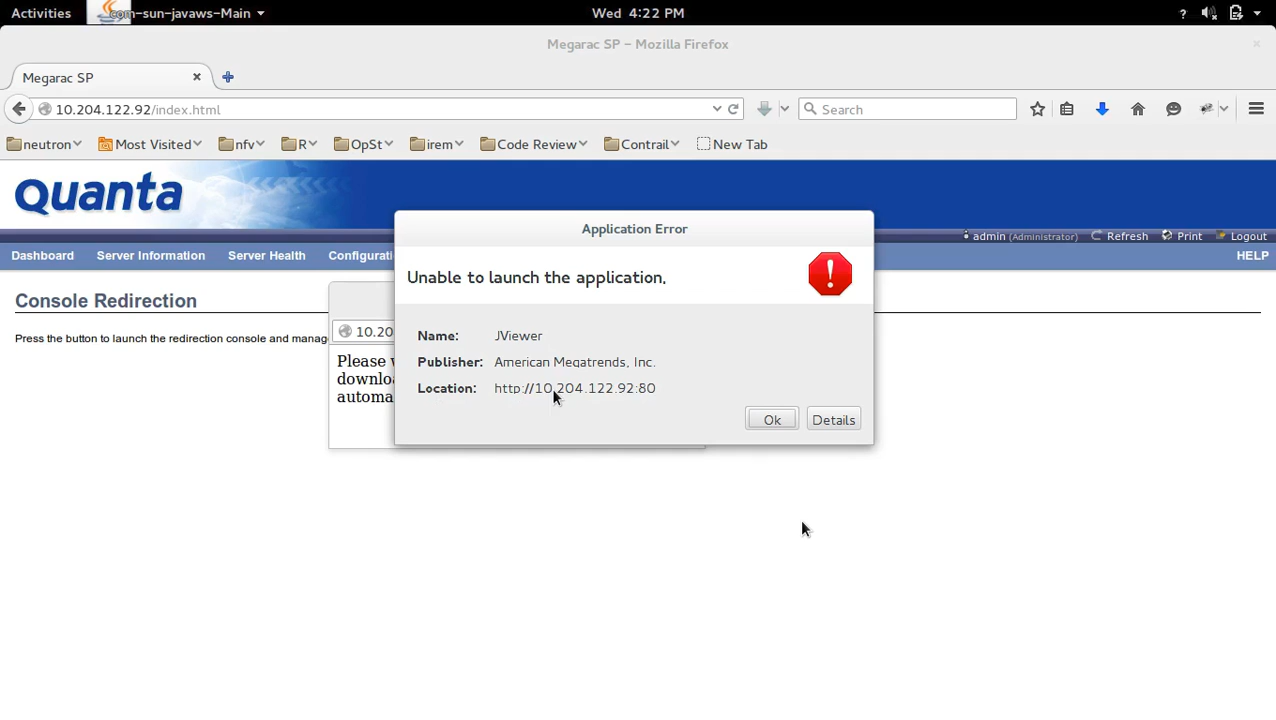 Activities com-sun-javaws-Main Wed 4:22 PM ?
Megarac SP - Mozilla Firefox
Megarac SP
10.204.122.92/index.html Search
neutron Most Visited nfv R OpSt irem Code Review Contrail New Tab
Quanta
admin (Administrator) Refresh Print Logout
Dashboard Server Information Server Health Configurati HELP
Console Redirection
Press the button to launch the redirection console and manag
10.20
Please
downlo
automa
Application Error
Unable to launch the application.
Name: JViewer
Publisher: American Megatrends, Inc.
Location: http://10.204.122.92:80
Ok Details